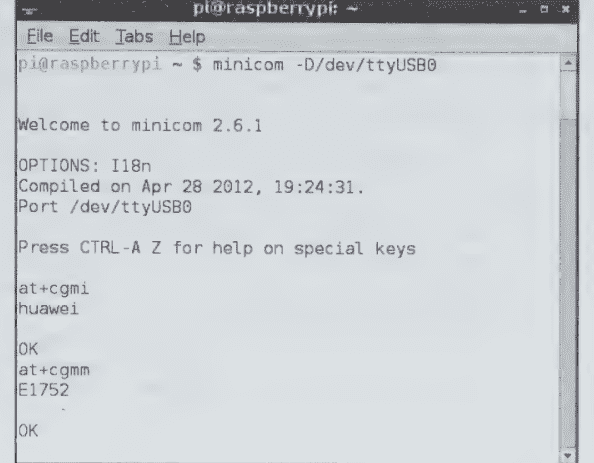 pi@raspberrypi: ~
File Edit Tabs Help
pi@raspberrypi ~ $ minicom -D/dev/ttyUSB0
Welcome to minicom 2.6.1
OPTIONS: I18n
Compiled on Apr 28 2012, 19:24:31.
Port /dev/ttyUSB0
Press CTRL-A Z for help on special keys
at+cgmi
huawei
OK
at+cgmm
E1752
OK